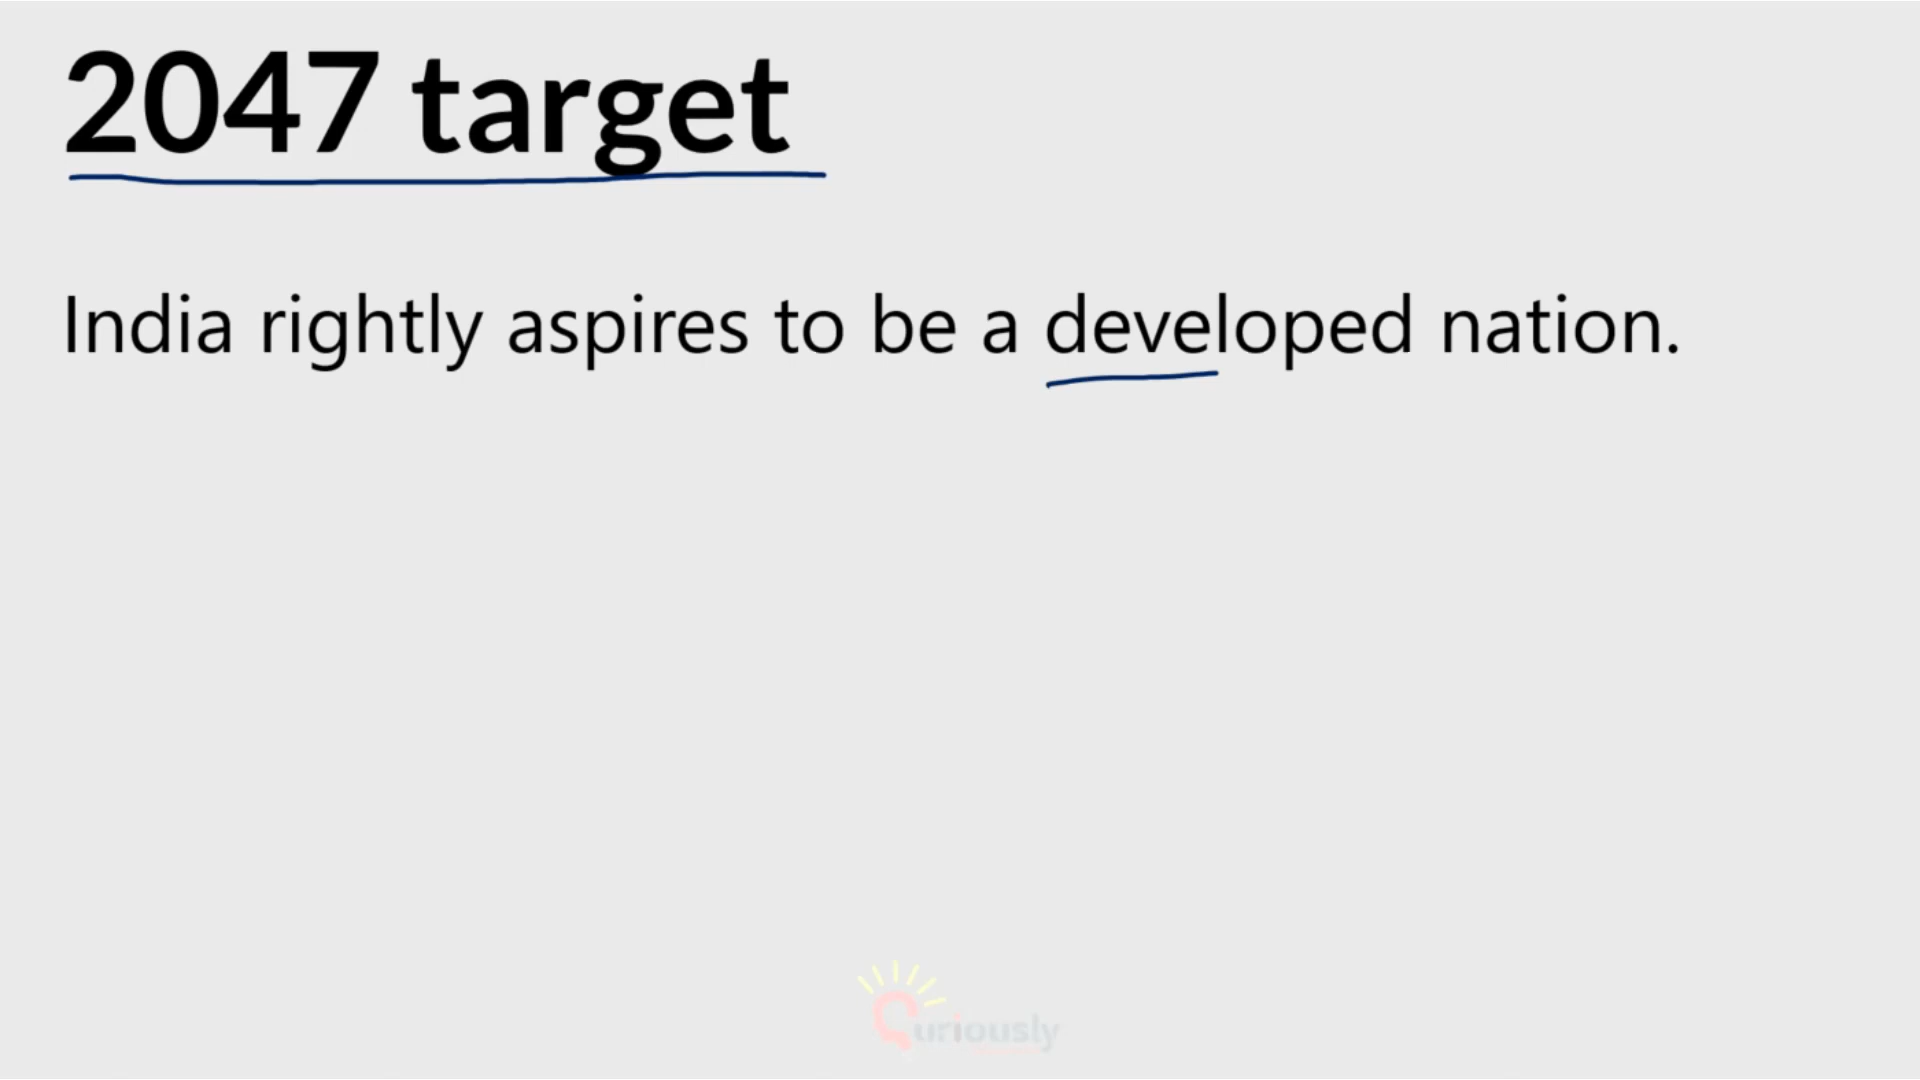 2047 target
India rightly aspires to be a developed nation.
uriously